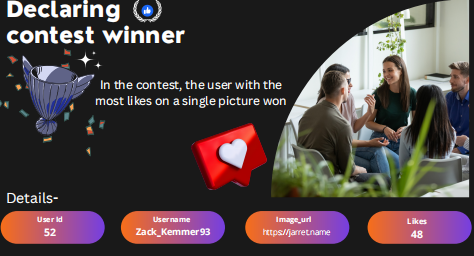 Declaring
contest winner
In the contest, the user with the
most likes on a single picture won
Details-
User Id
52
Username
Zack_Kemmer93
Image_url
https://jarret.name
Likes
48